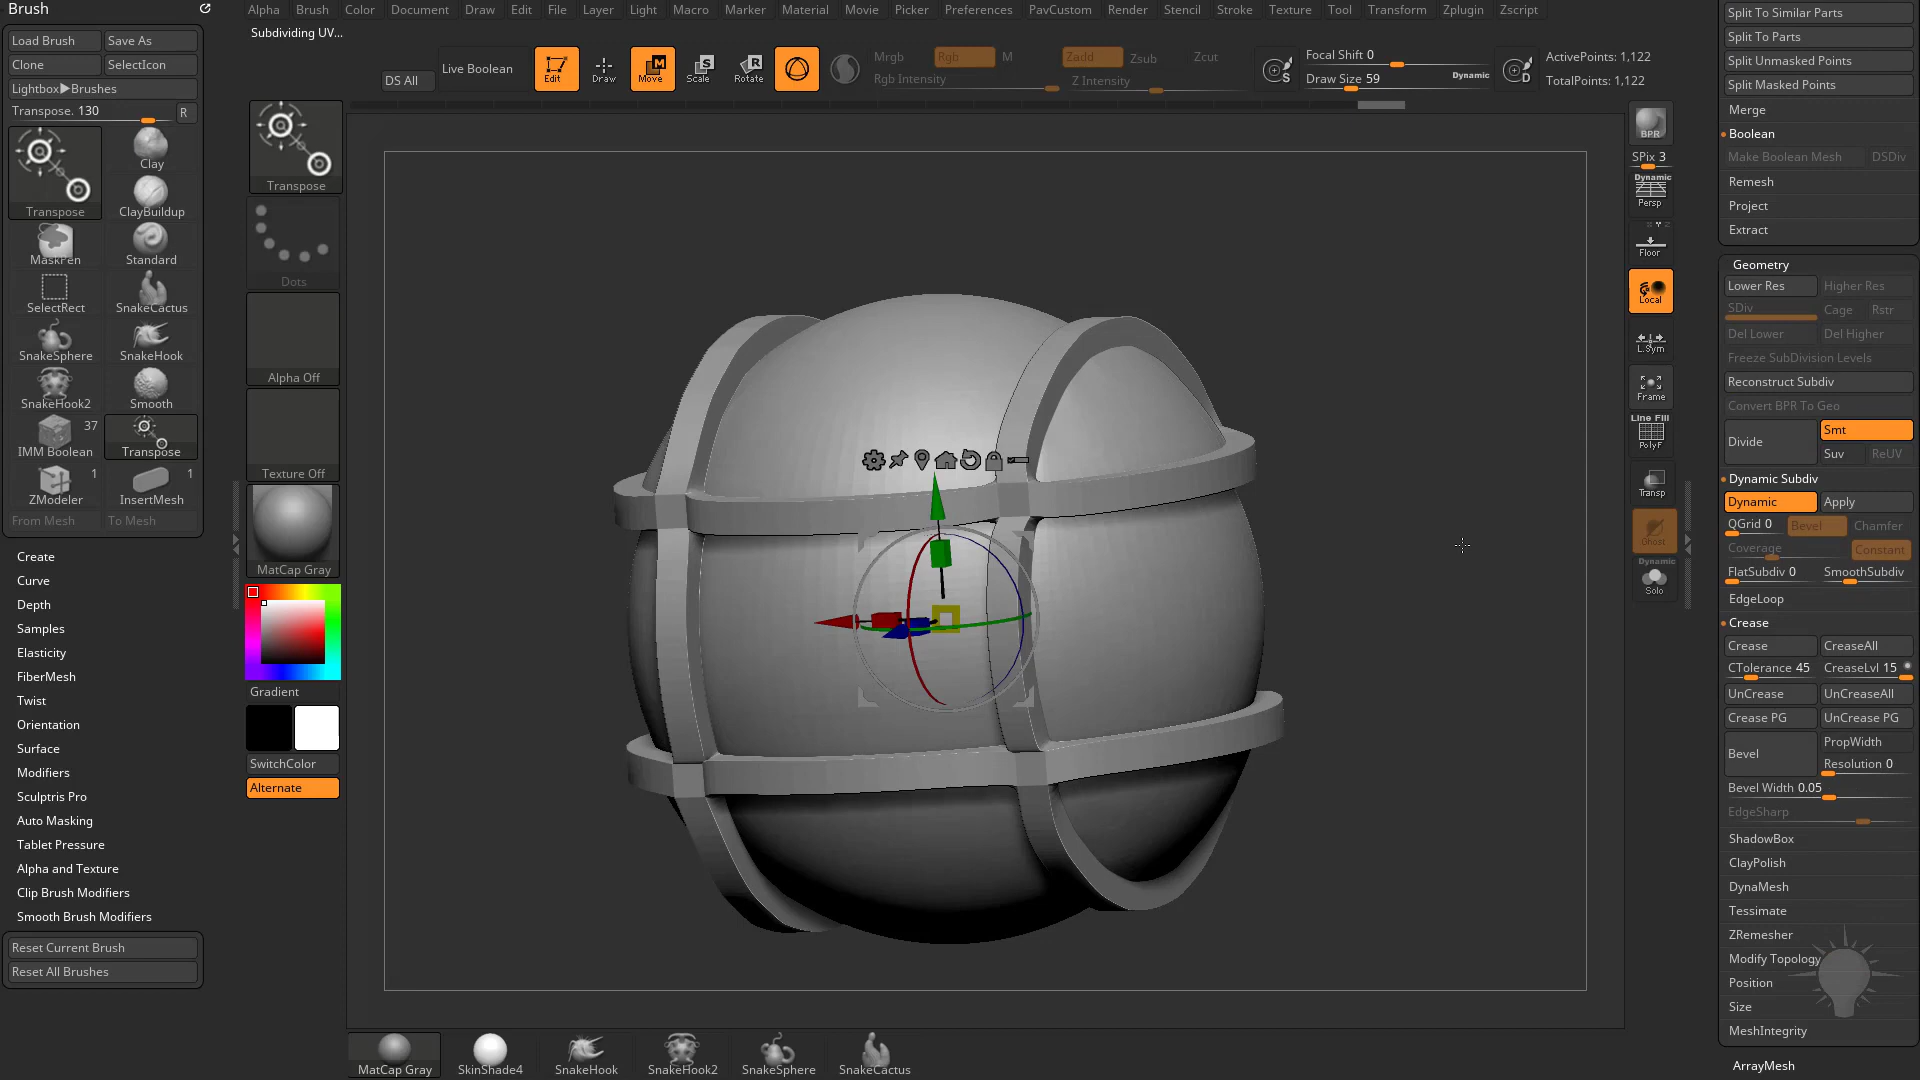 Brush
Load Brush Save As
Clone SelectIcon
Lightbox▶Brushes
Transpose. 130 R
Transpose
Clay
ClayBuildup
MaskPen Standard
SelectRect SnakeCactus
SnakeSphere SnakeHook
SnakeHook2 Smooth
37
IMM Boolean Transpose
1 1
ZModeler InsertMesh
From Mesh To Mesh
Create
Curve
Depth
Samples
Elasticity
FiberMesh
Twist
Orientation
Surface
Modifiers
Sculptris Pro
Auto Masking
Tablet Pressure
Alpha and Texture
Clip Brush Modifiers
Smooth Brush Modifiers
Reset Current Brush
Reset All Brushes
Alpha Brush Color Document Draw Edit File Layer Light Macro Marker Material Movie Picker Preferences PavCustom Render Stencil Stroke Texture Tool Transform Zplugin Zscript
Subdividing UV...
DS All
Live Boolean
Edit
Draw
M
Move
S
Scale
R
Rotate
Mrgb Rgb M
Rgb Intensity
Zadd Zsub Zcut
Z Intensity
S
Focal Shift 0
Draw Size 59 Dynamic
D
ActivePoints: 1,122
TotalPoints: 1,122
Transpose
Dots
Alpha Off
Texture Off
MatCap Gray
Gradient
SwitchColor
Alternate
BPR
SPix 3
Dynamic
Persp
Floor
Local
L.Sym
Frame
Line Fill
PolyF
Transp
Ghost
Dynamic
Solo
Split To Similar Parts
Split To Parts
Split Unmasked Points
Split Masked Points
Merge
Boolean
Make Boolean Mesh DSDiv
Remesh
Project
Extract
Geometry
Lower Res Higher Res
SDiv Cage Rstr
Del Lower Del Higher
Freeze SubDivision Levels
Reconstruct Subdiv
Convert BPR To Geo
Divide
Smt
Suv ReUV
Dynamic Subdiv
Dynamic Apply
QGrid 0 Bevel Chamfer
Coverage Constant
FlatSubdiv 0 SmoothSubdiv
EdgeLoop
Crease
Crease CreaseAll
CTolerance 45 CreaseLvl 15
UnCrease UnCreaseAll
Crease PG UnCrease PG
Bevel
PropWidth
Resolution 0
Bevel Width 0.05
EdgeSharp
ShadowBox
ClayPolish
DynaMesh
Tessimate
ZRemesher
Modify Topology
Position
Size
MeshIntegrity
ArrayMesh
MatCap Gray SkinShade4 SnakeHook SnakeHook2 SnakeSphere SnakeCactus